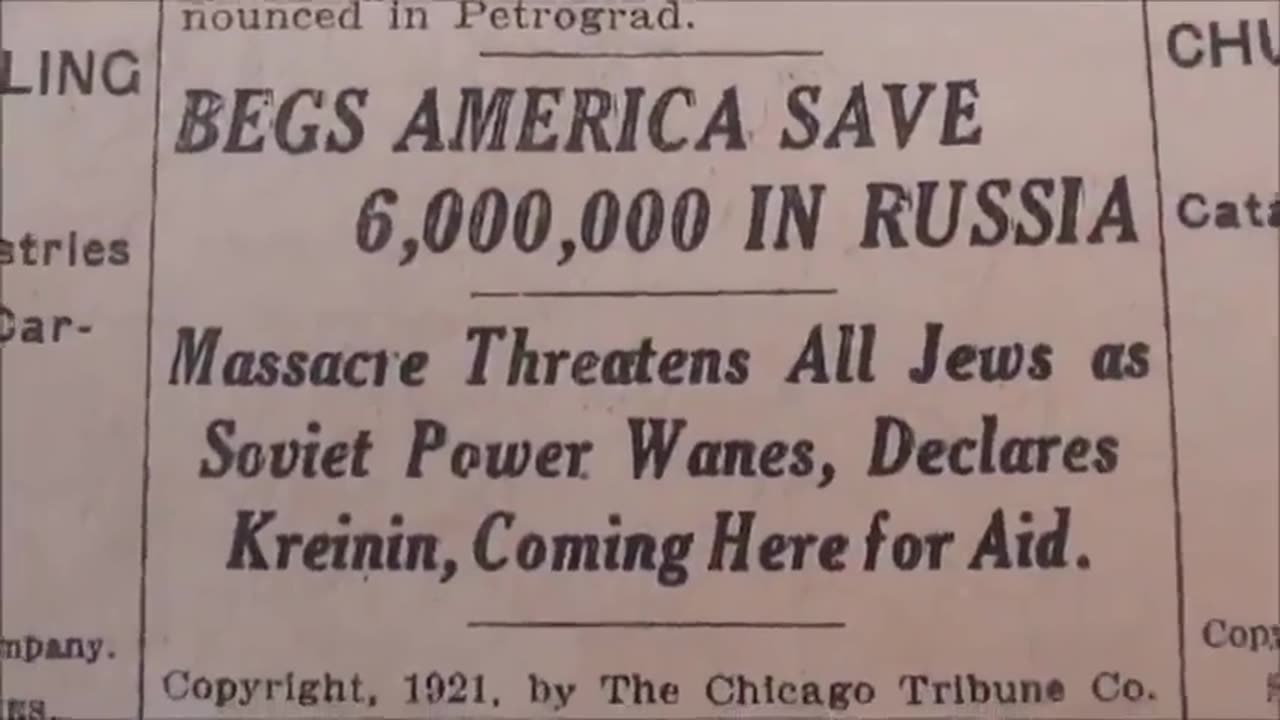 nounced in Petrograd.
BEGS AMERICA SAVE
6,000,000 IN RUSSIA
Massacre Threatens All Jews as
Soviet Power Wanes, Declares
Kreinin, Coming Here for Aid.
Copyright, 1921, by The Chicago Tribune Co.
LING
stries
Car-
mpany.
CHU
Cata
Copy